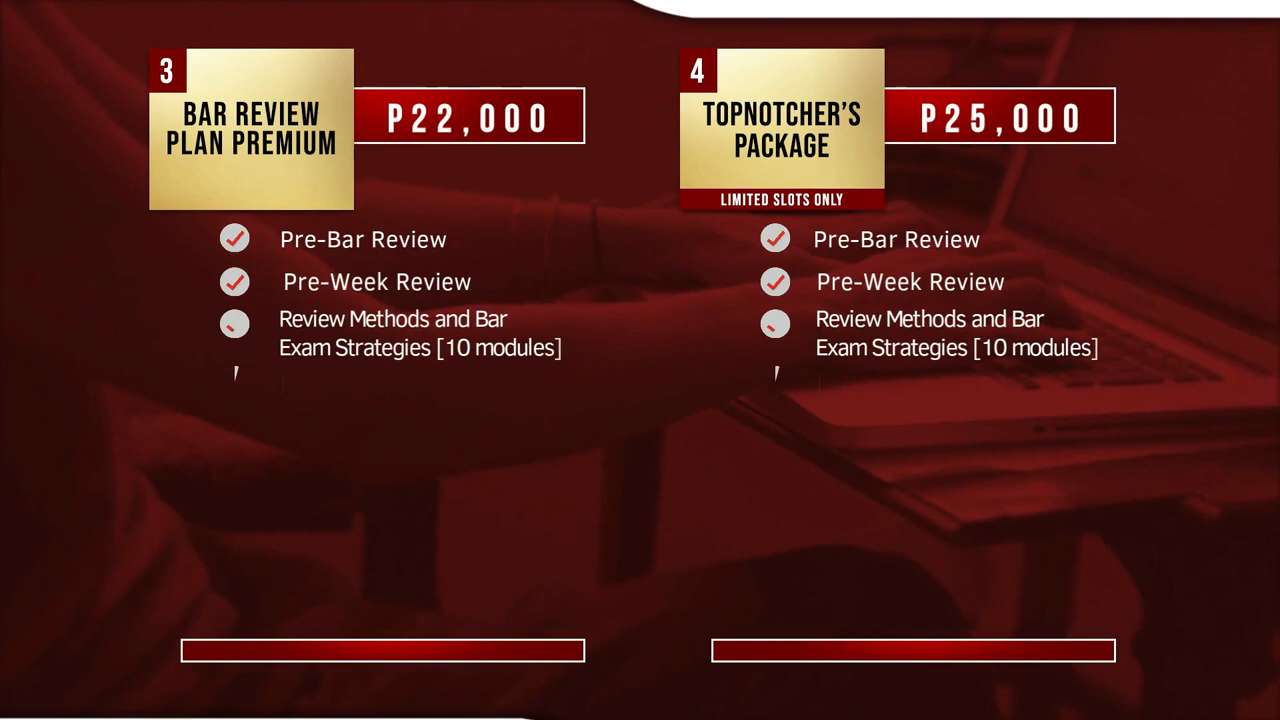 3
BAR REVIEW
PLAN PREMIUM
P22,000
Pre-Bar Review
Pre-Week Review
Review Methods and Bar
Exam Strategies [10 modules]
4
TOPNOTCHER'S
PACKAGE
LIMITED SLOTS ONLY
P25,000
Pre-Bar Review
Pre-Week Review
Review Methods and Bar
Exam Strategies [10 modules]